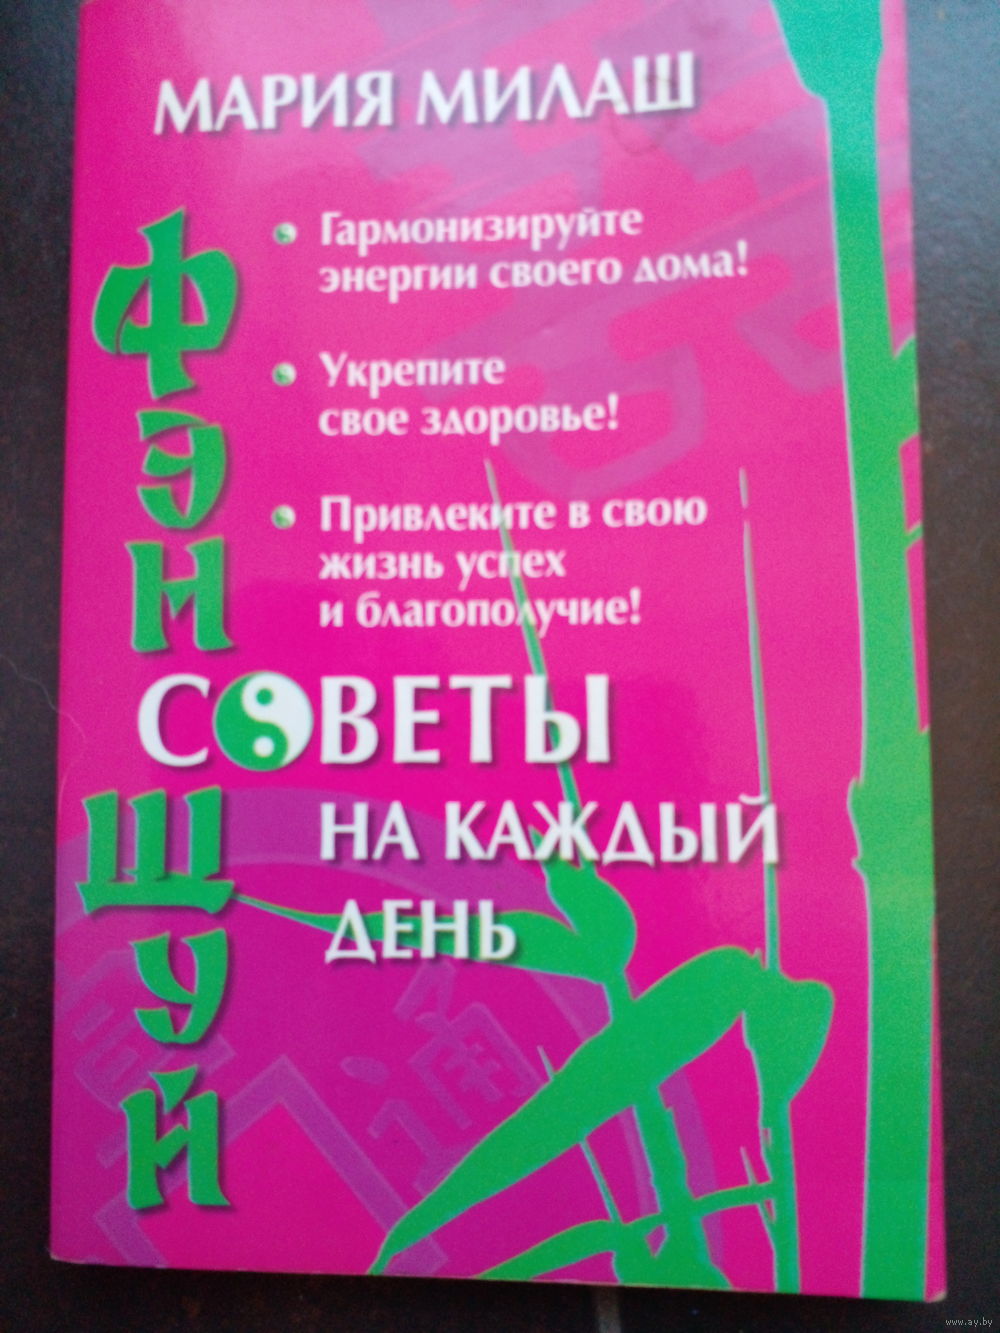 МАРИЯ МИЛАШ
Гармонизируйте
энергии своего дома!
Укрепите
свое здоровье!
Привлеките в свою
жизнь успех
и благополучие!
ФЭН
ШУЙ
СОВЕТЫ
НА КАЖДЫЙ
ДЕНЬ
通
www.ay.by